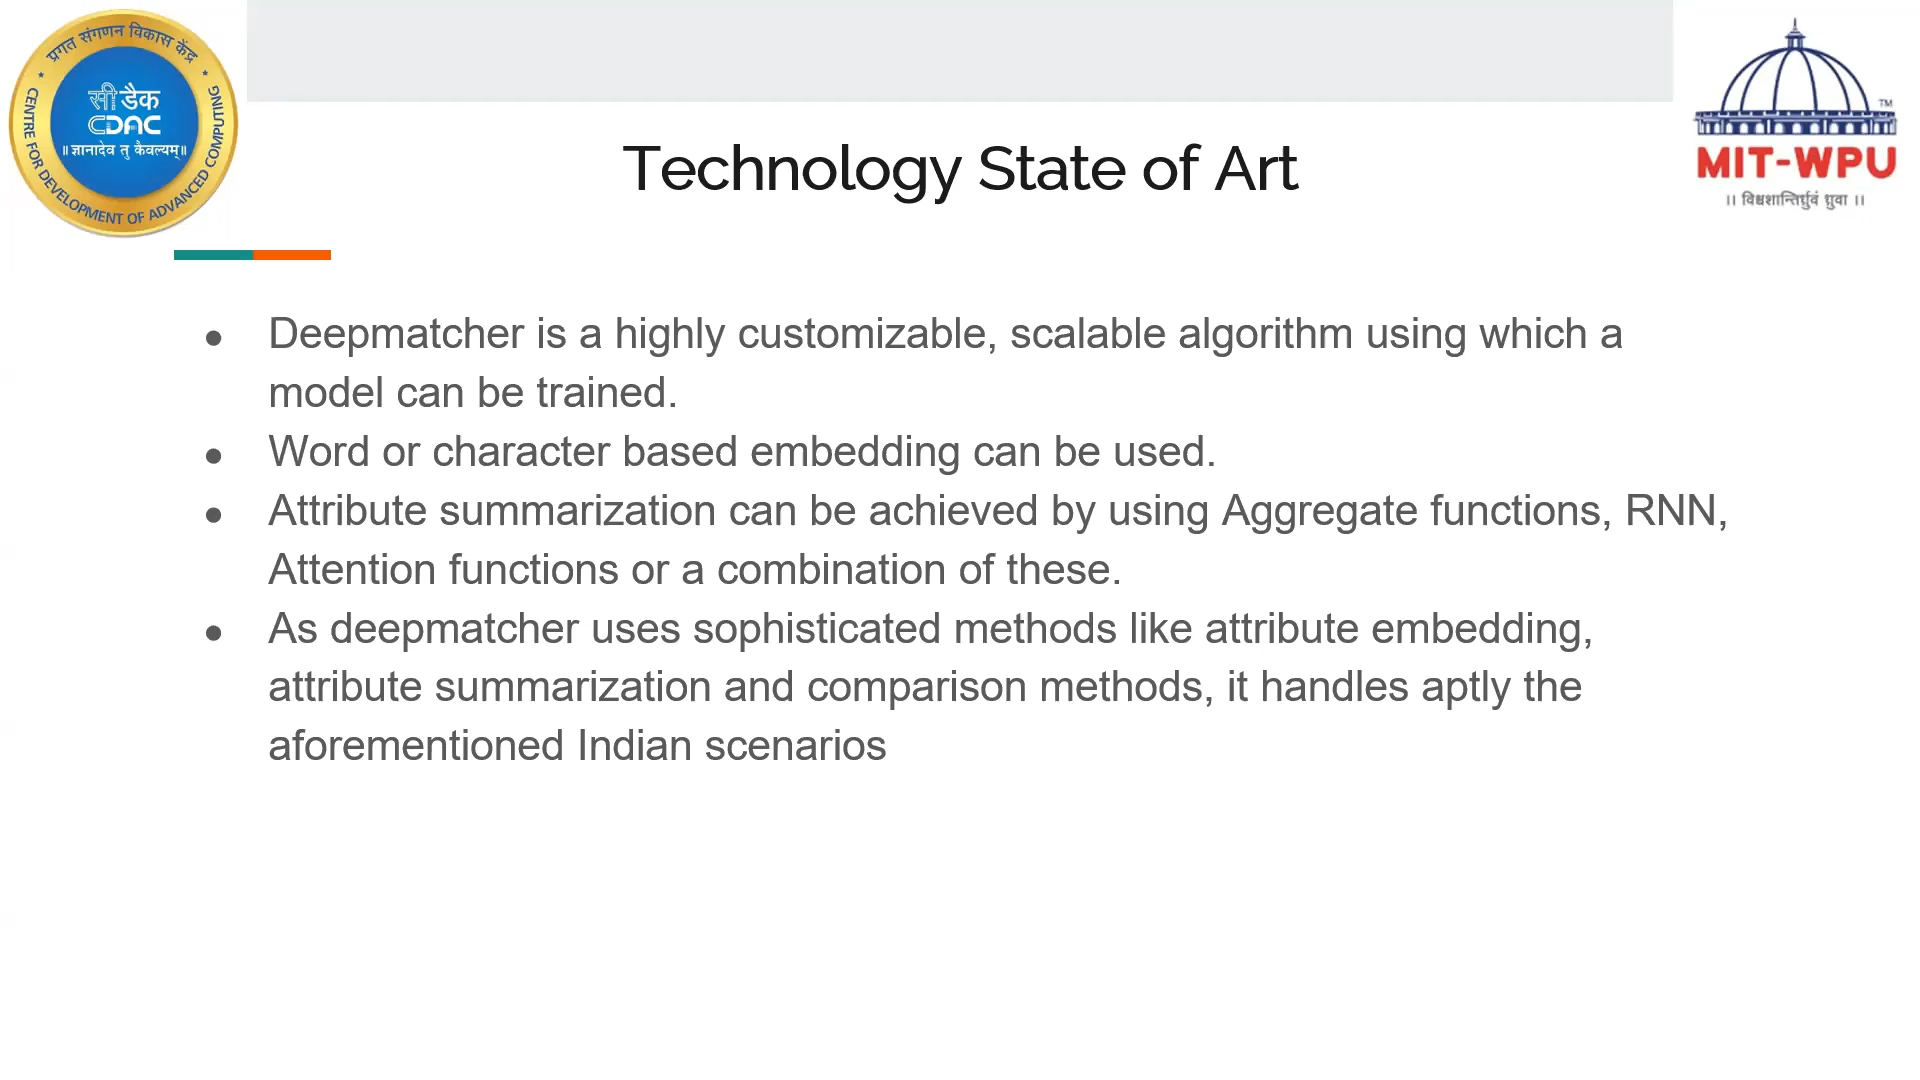 प्रगत संगणन विकास केंद्र
सी डैक
CDAC
॥ ज्ञानादेव तु कैवल्यम् ॥
CENTRE FOR DEVELOPMENT OF ADVANCED COMPUTING
TM
MIT-WPU
।। विश्वशान्तिर्ध्रुवं ध्रुवा ।।
Technology State of Art
● Deepmatcher is a highly customizable, scalable algorithm using which a
model can be trained.
● Word or character based embedding can be used.
● Attribute summarization can be achieved by using Aggregate functions, RNN,
Attention functions or a combination of these.
● As deepmatcher uses sophisticated methods like attribute embedding,
attribute summarization and comparison methods, it handles aptly the
aforementioned Indian scenarios